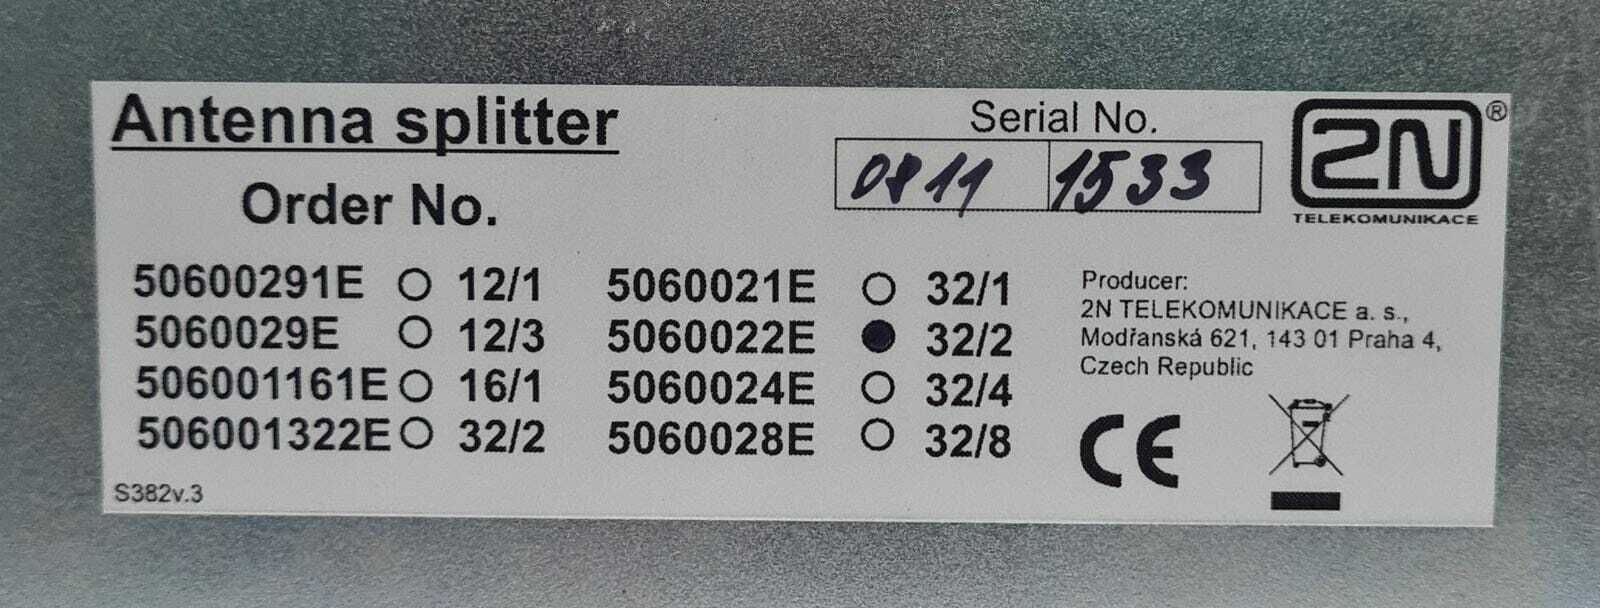 Antenna splitter
Order No.
Serial No.
0811 1533
2N®
TELEKOMUNIKACE
50600291E 12/1 5060021E 32/1
5060029E 12/3 5060022E 32/2
506001161E 16/1 5060024E 32/4
506001322E 32/2 5060028E 32/8
Producer:
2N TELEKOMUNIKACE a. s.,
Modřanská 621, 143 01 Praha 4,
Czech Republic
CE
S382v.3